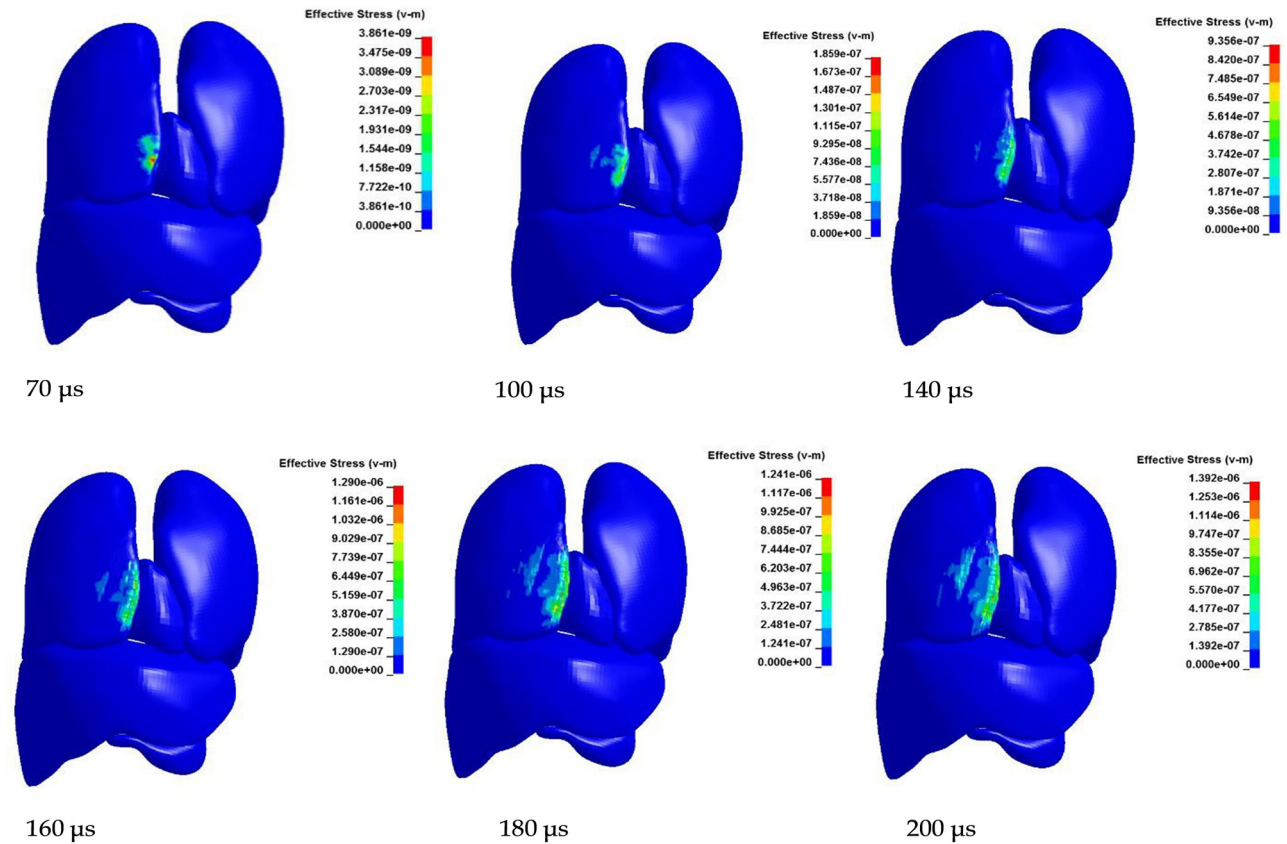 Effective Stress (v-m)
3.861e-09
3.475e-09
3.089e-09
2.703e-09
2.317e-09
1.931e-09
1.544e-09
1.158e-09
7.722e-10
3.861e-10
0.000e+00
70 µs
Effective Stress (v-m)
1.859e-07
1.673e-07
1.487e-07
1.301e-07
1.115e-07
9.295e-08
7.436e-08
5.577e-08
3.718e-08
1.859e-08
0.000e+00
100 µs
Effective Stress (v-m)
9.356e-07
8.420e-07
7.485e-07
6.549e-07
5.614e-07
4.678e-07
3.742e-07
2.807e-07
1.871e-07
9.356e-08
0.000e+00
140 µs
Effective Stress (v-m)
1.290e-06
1.161e-06
1.032e-06
9.029e-07
7.739e-07
6.449e-07
5.159e-07
3.870e-07
2.580e-07
1.290e-07
0.000e+00
160 µs
Effective Stress (v-m)
1.241e-06
1.117e-06
9.925e-07
8.685e-07
7.444e-07
6.203e-07
4.963e-07
3.722e-07
2.481e-07
1.241e-07
0.000e+00
180 µs
Effective Stress (v-m)
1.392e-06
1.253e-06
1.114e-06
9.747e-07
8.355e-07
6.962e-07
5.570e-07
4.177e-07
2.785e-07
1.392e-07
0.000e+00
200 µs